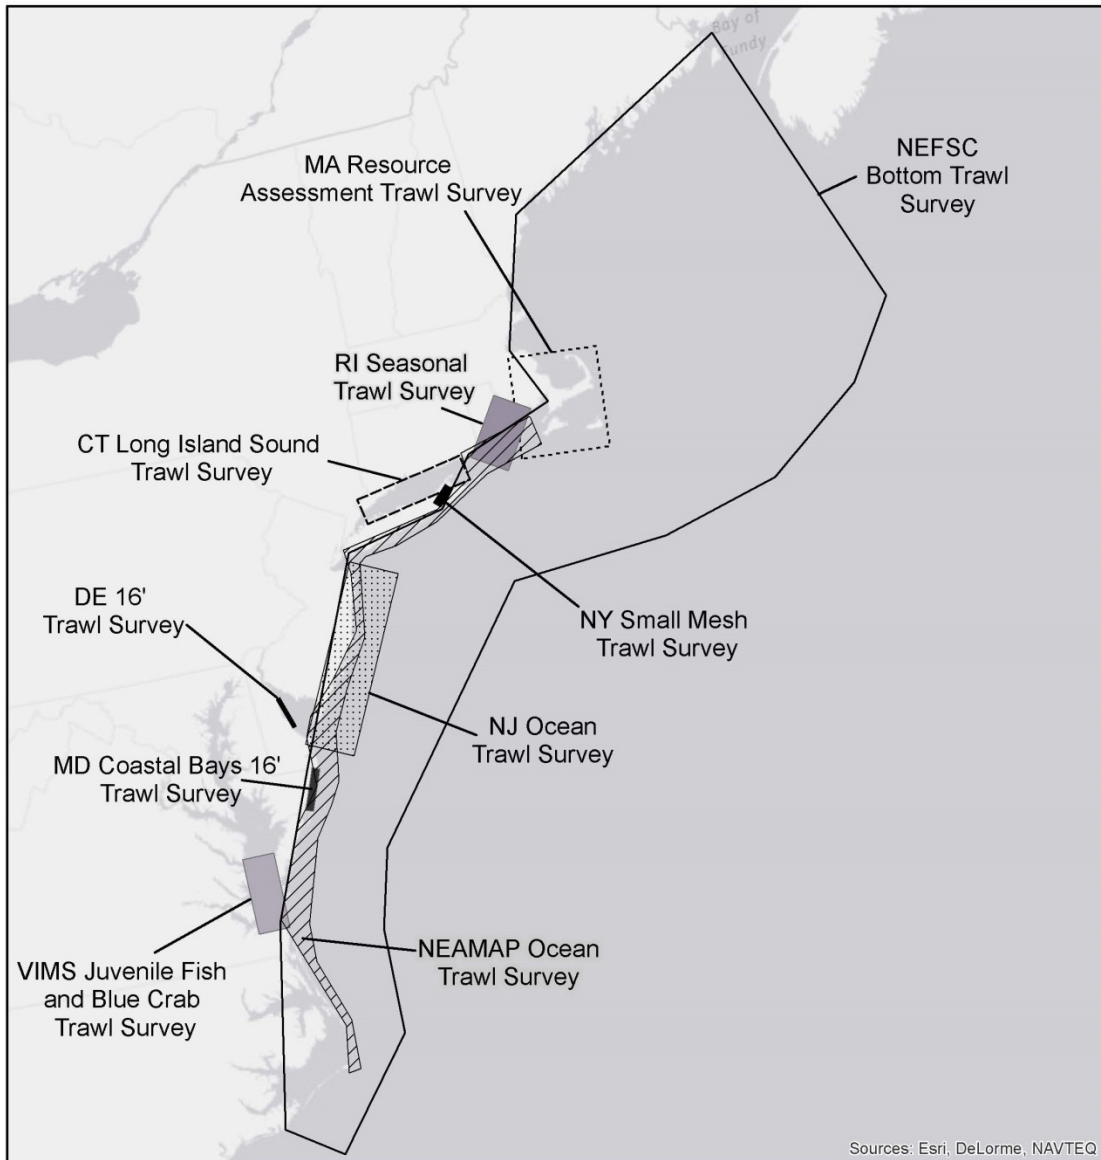 Bay of
Fundy
NEFSC
Bottom Trawl
Survey
MA Resource
Assessment Trawl Survey
RI Seasonal
Trawl Survey
CT Long Island Sound
Trawl Survey
DE 16'
Trawl Survey
NY Small Mesh
Trawl Survey
NJ Ocean
Trawl Survey
MD Coastal Bays 16'
Trawl Survey
NEAMAP Ocean
Trawl Survey
VIMS Juvenile Fish
and Blue Crab
Trawl Survey
Sources: Esri, DeLorme, NAVTEQ